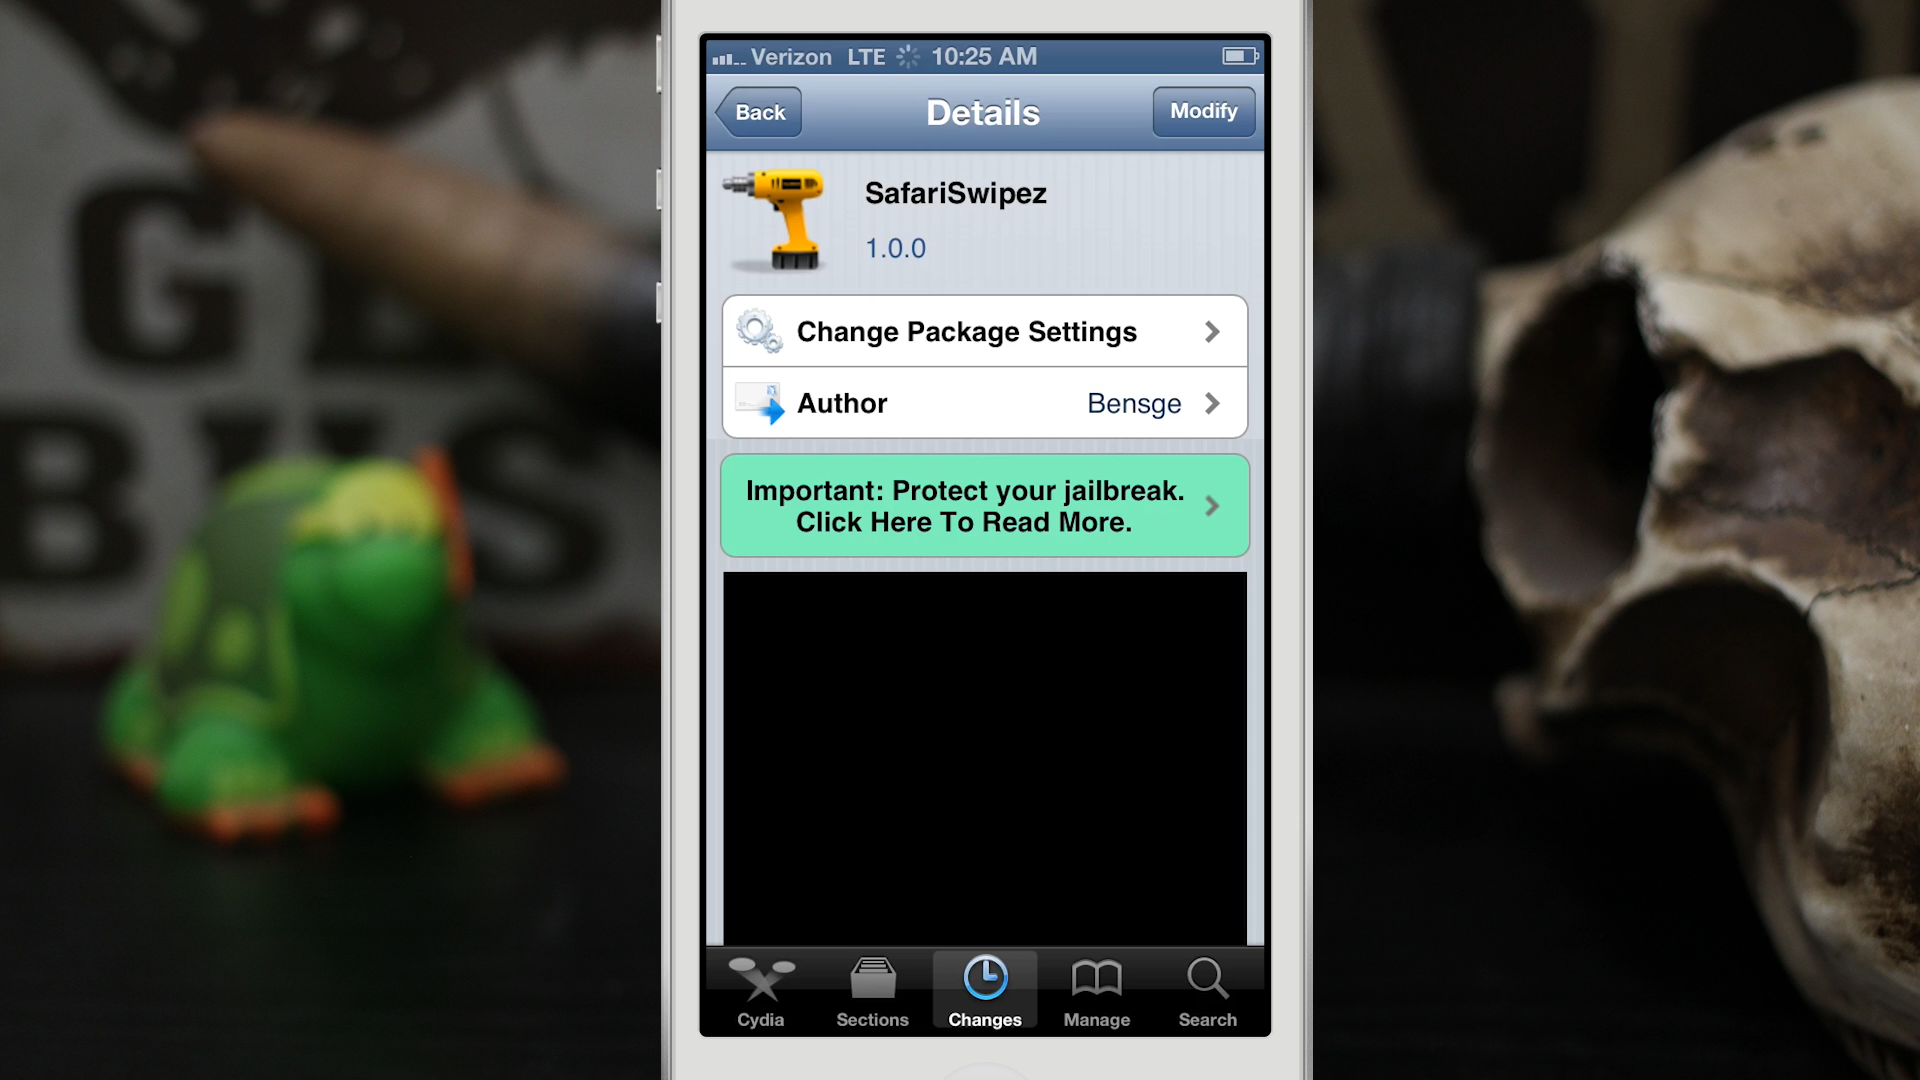 Verizon LTE 10:25 AM
Back
Details
Modify
SafariSwipez
1.0.0
Change Package Settings
Author
Bensge
Important: Protect your jailbreak.
Click Here To Read More.
Cydia
Sections
Changes
Manage
Search